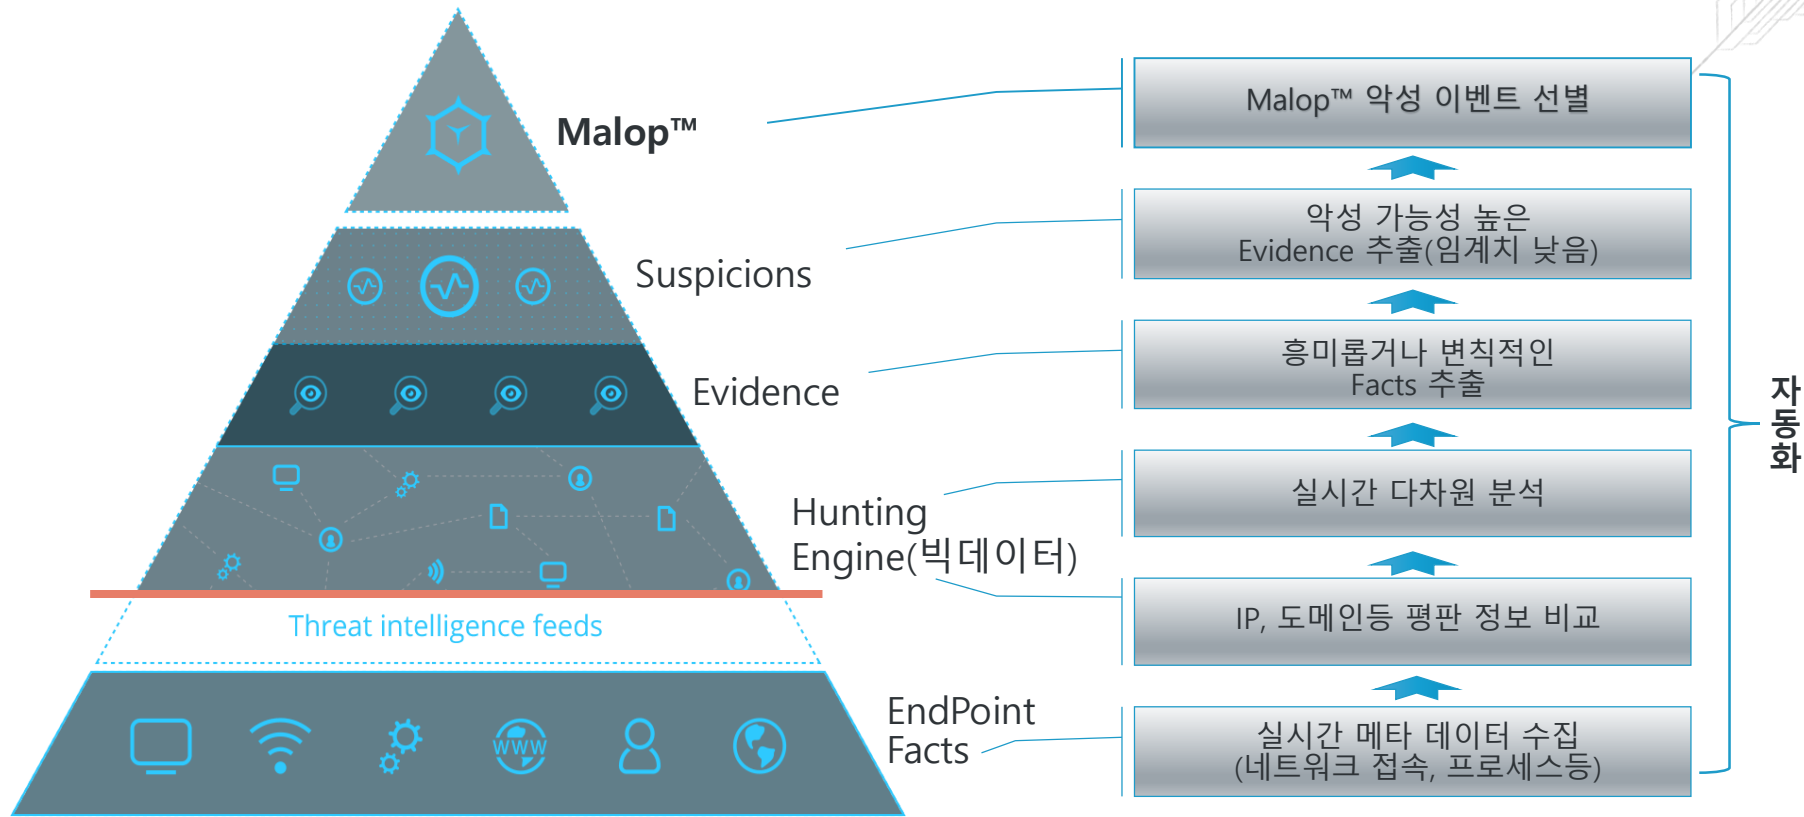 Malop™
Suspicions
Evidence
Hunting
Engine(빅데이터)
Threat intelligence feeds
EndPoint
Facts
WWW
Malop™ 악성 이벤트 선별
악성 가능성 높은
Evidence 추출(임계치 낮음)
흥미롭거나 변칙적인
Facts 추출
실시간 다차원 분석
IP, 도메인등 평판 정보 비교
실시간 메타 데이터 수집
(네트워크 접속, 프로세스등)
자동화